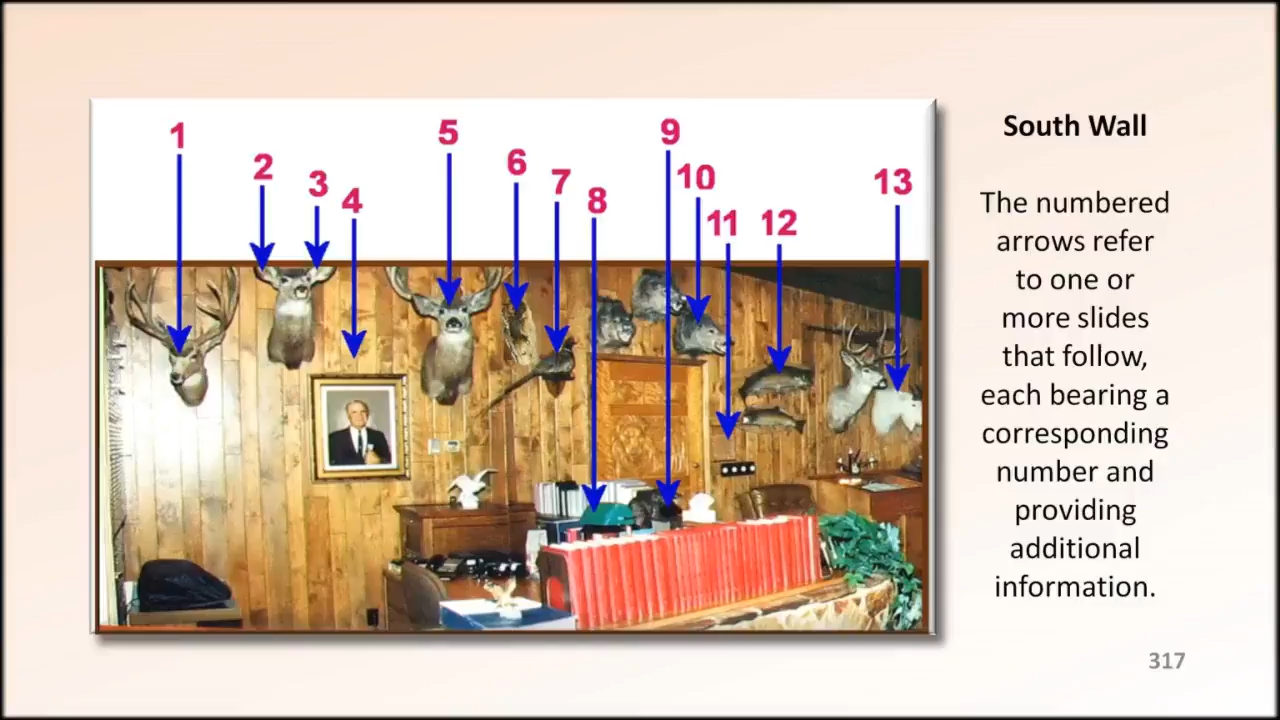 1
2
3
4
5
6
7
8
9
10
11
12
13
South Wall
The numbered
arrows refer
to one or
more slides
that follow,
each bearing a
corresponding
number and
providing
additional
information.
317